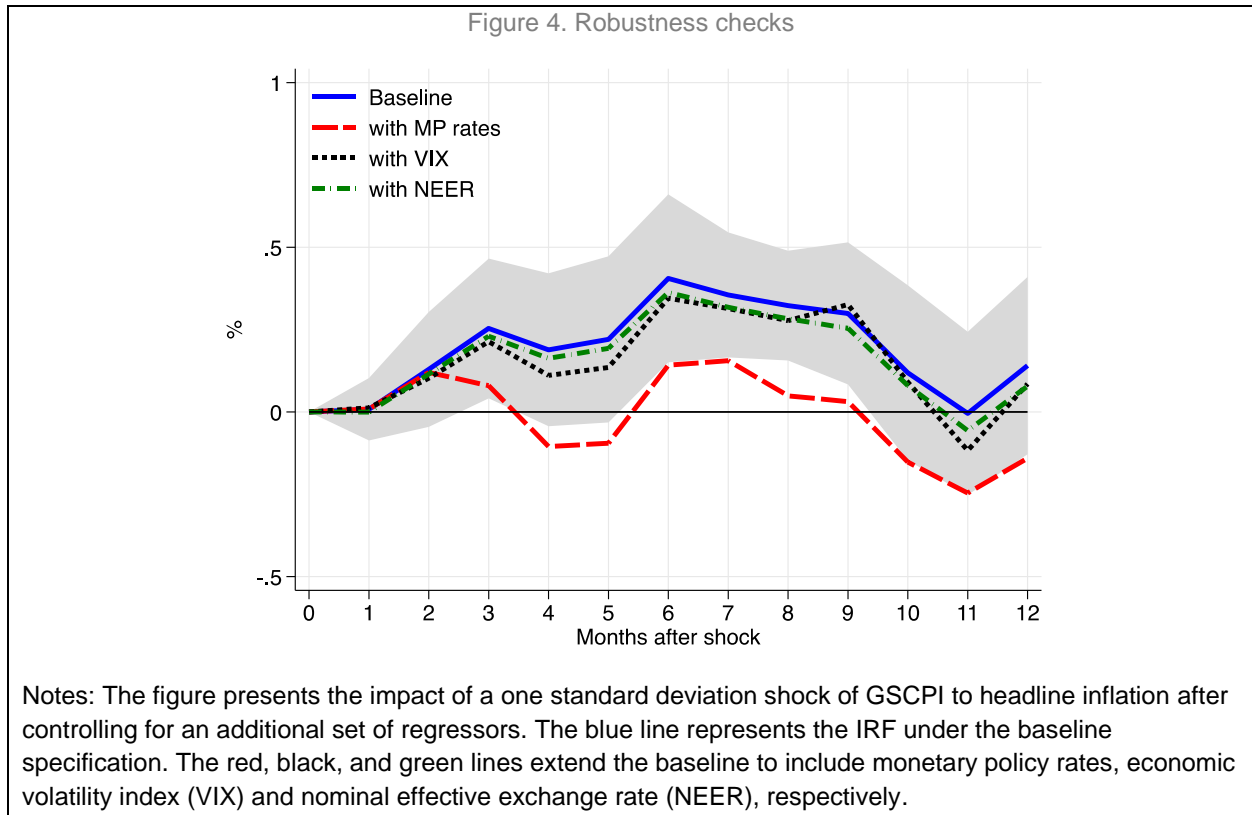 Figure 4. Robustness checks
1
.5
0
-.5
%
Baseline
with MP rates
with VIX
with NEER
0 1 2 3 4 5 6 7 8 9 10 11 12
Months after shock
Notes: The figure presents the impact of a one standard deviation shock of GSCPI to headline inflation after
controlling for an additional set of regressors. The blue line represents the IRF under the baseline
specification. The red, black, and green lines extend the baseline to include monetary policy rates, economic
volatility index (VIX) and nominal effective exchange rate (NEER), respectively.